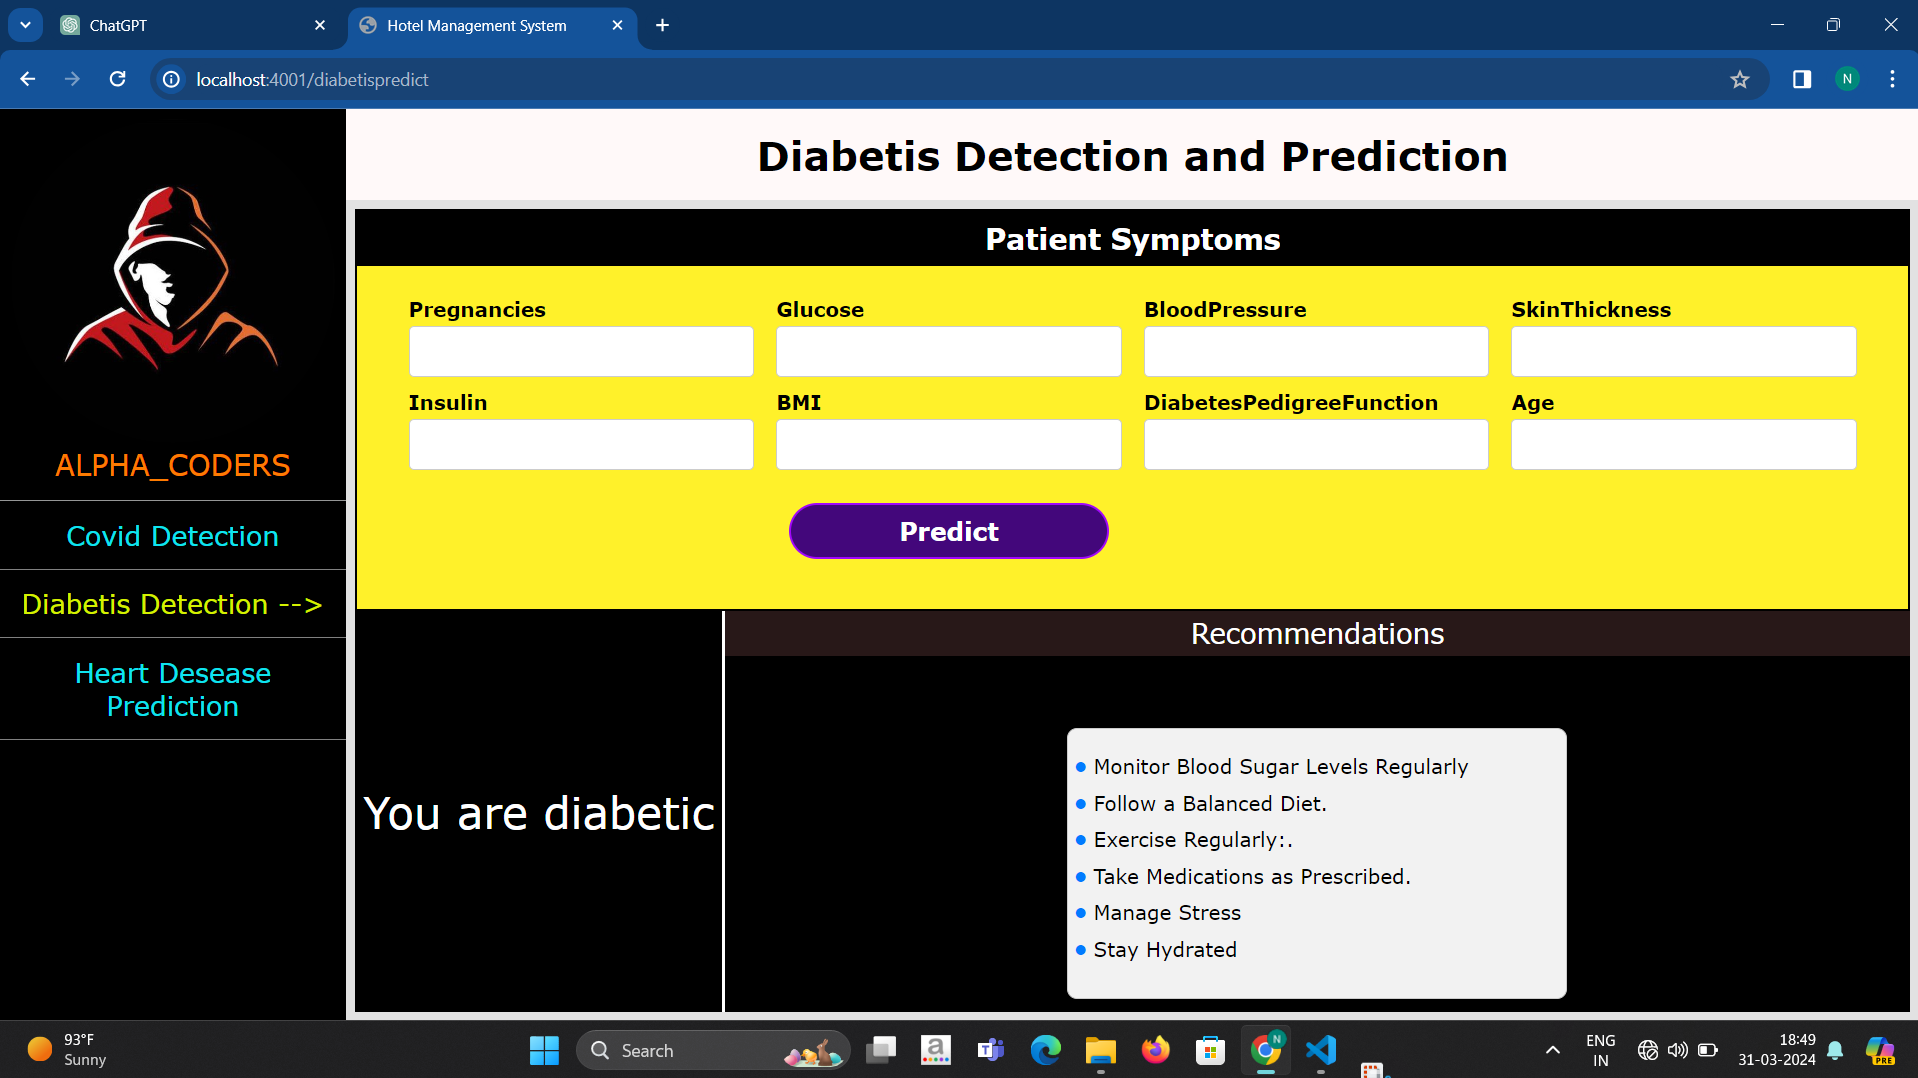 ChatGPT
Hotel Management System
localhost:4001/diabetispredict
N
Diabetis Detection and Prediction
Patient Symptoms
Pregnancies Glucose BloodPressure SkinThickness
Insulin BMI DiabetesPedigreeFunction Age
Predict
ALPHA_CODERS
Covid Detection
Diabetis Detection -->
Heart Desease
Prediction
You are diabetic
Recommendations
Monitor Blood Sugar Levels Regularly
Follow a Balanced Diet.
Exercise Regularly:.
Take Medications as Prescribed.
Manage Stress
Stay Hydrated
93°F
Sunny
Search
a
T
N
ENG
IN
18:49
31-03-2024
PRE